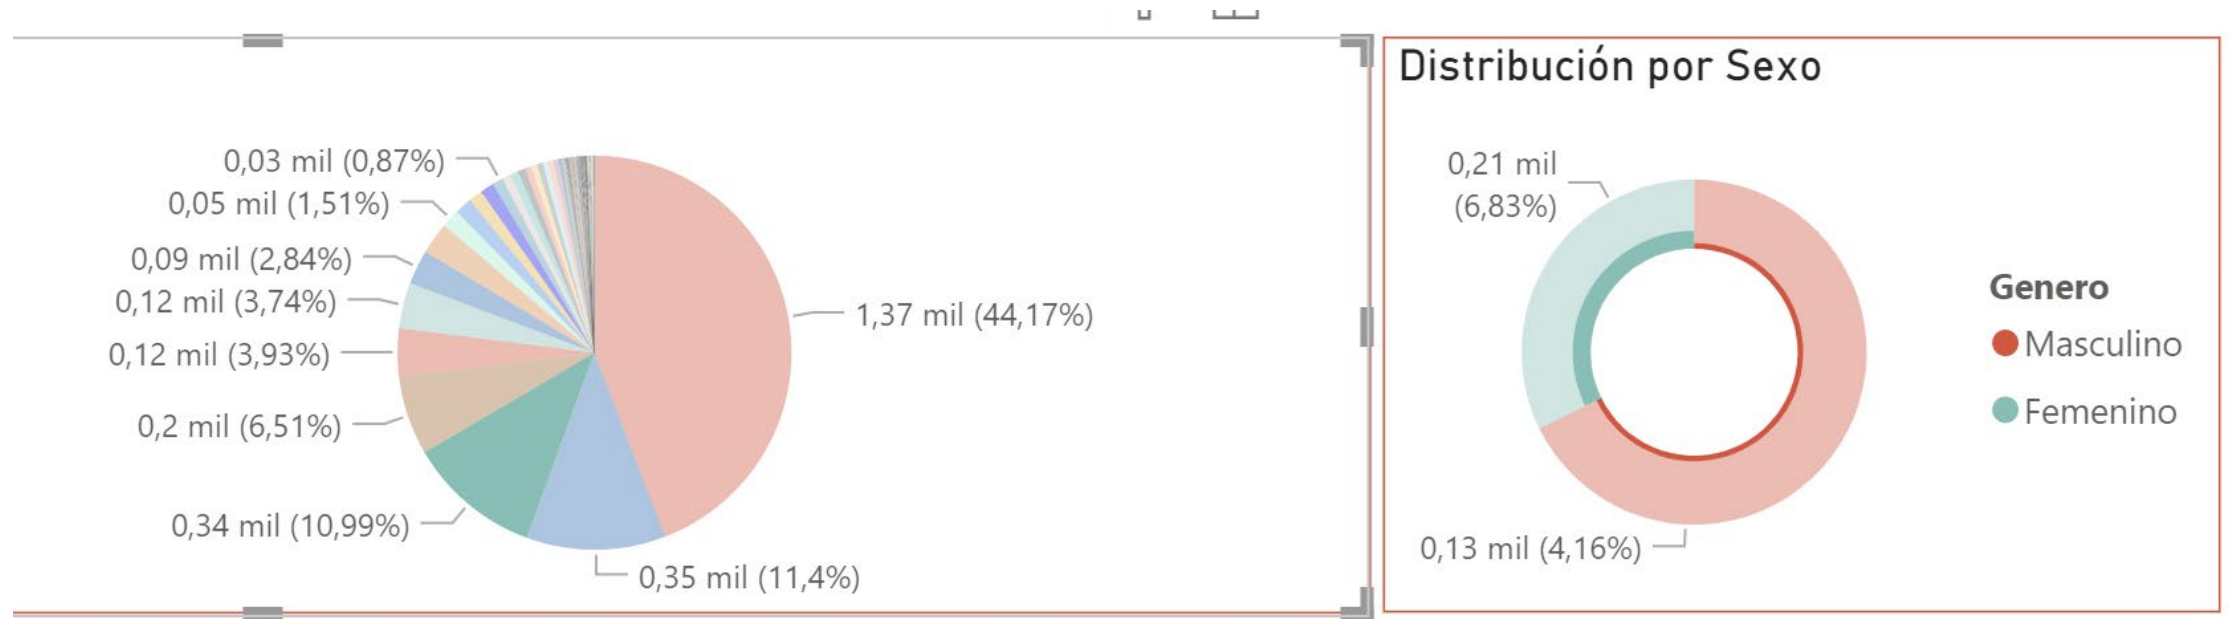 0,03 mil (0,87%)
0,05 mil (1,51%)
0,09 mil (2,84%)
0,12 mil (3,74%)
0,12 mil (3,93%)
0,2 mil (6,51%)
0,34 mil (10,99%)
0,35 mil (11,4%)
1,37 mil (44,17%)
Distribución por Sexo
0,21 mil
(6,83%)
0,13 mil (4,16%)
Genero
Masculino
Femenino